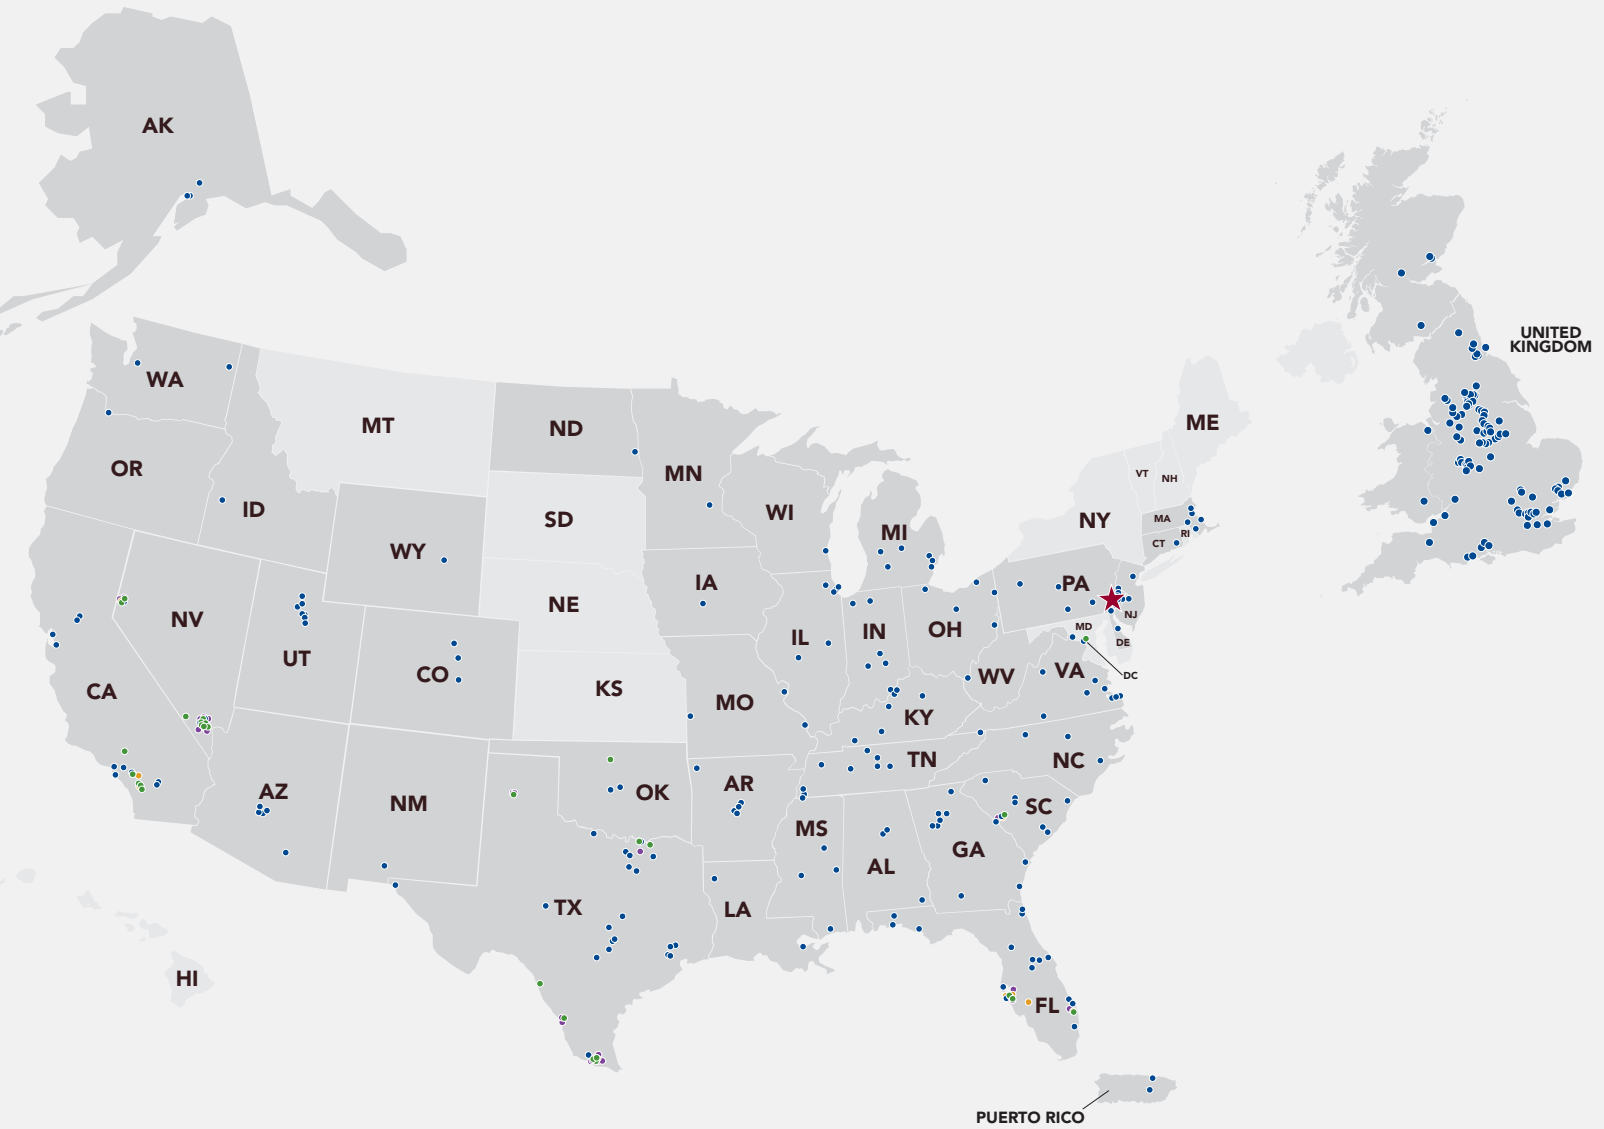 AK
UNITED
KINGDOM
WA
MT
ND
MN
ME
VT
NH
OR
ID
SD
WI
MI
NY
MA
RI
CT
WY
IA
PA
NE
NV
UT
IL
IN
OH
NJ
MD
DE
CO
KS
WV
VA
DC
CA
MO
KY
TN
NC
AZ
NM
OK
AR
SC
MS
AL
GA
TX
LA
HI
FL
PUERTO RICO